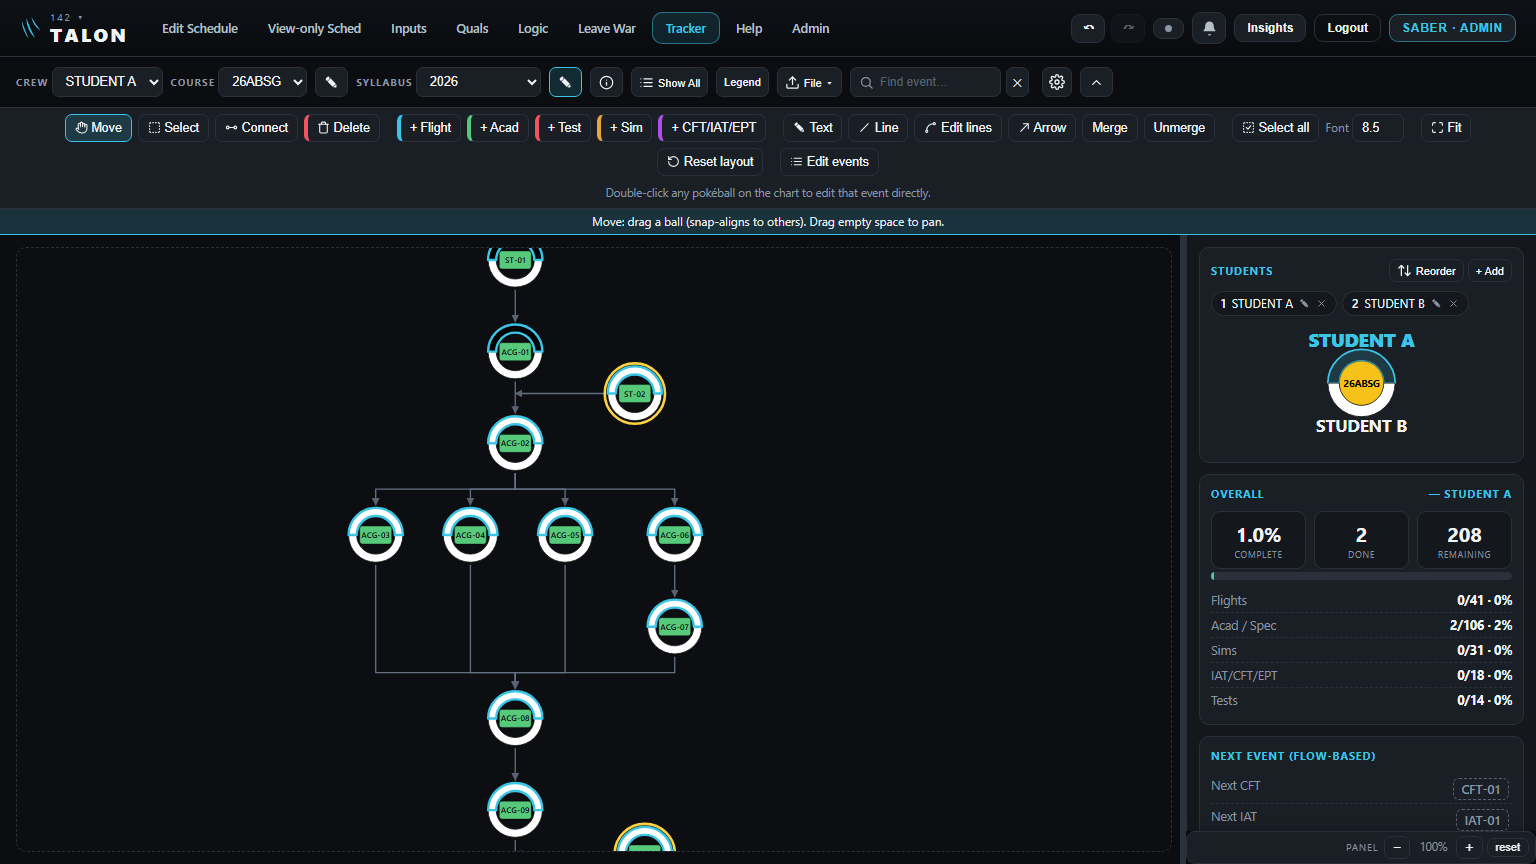 142
TALON
Edit Schedule
View-only Sched
Inputs
Quals
Logic
Leave War
Tracker
Help
Admin
Insights
Logout
SABER · ADMIN
CREW
STUDENT A
COURSE
26ABSG
SYLLABUS
2026
Show All
Legend
File
Find event...
Move
Select
Connect
Delete
+ Flight
+ Acad
+ Test
+ Sim
+ CFT/IAT/EPT
Text
Line
Edit lines
Arrow
Merge
Unmerge
Select all
Font
8.5
Fit
Reset layout
Edit events
Double-click any pokéball on the chart to edit that event directly.
Move: drag a ball (snap-aligns to others). Drag empty space to pan.
ST-01
ACG-01
ST-02
ACG-02
ACG-03
ACG-04
ACG-05
ACG-06
ACG-07
ACG-08
ACG-09
STUDENTS
Reorder
+ Add
1 STUDENT A
2 STUDENT B
STUDENT A
26ABSG
STUDENT B
OVERALL
— STUDENT A
1.0%
COMPLETE
2
DONE
208
REMAINING
Flights
0/41 · 0%
Acad / Spec
2/106 · 2%
Sims
0/31 · 0%
IAT/CFT/EPT
0/18 · 0%
Tests
0/14 · 0%
NEXT EVENT (FLOW-BASED)
Next CFT
CFT-01
Next IAT
IAT-01
PANEL
100%
reset